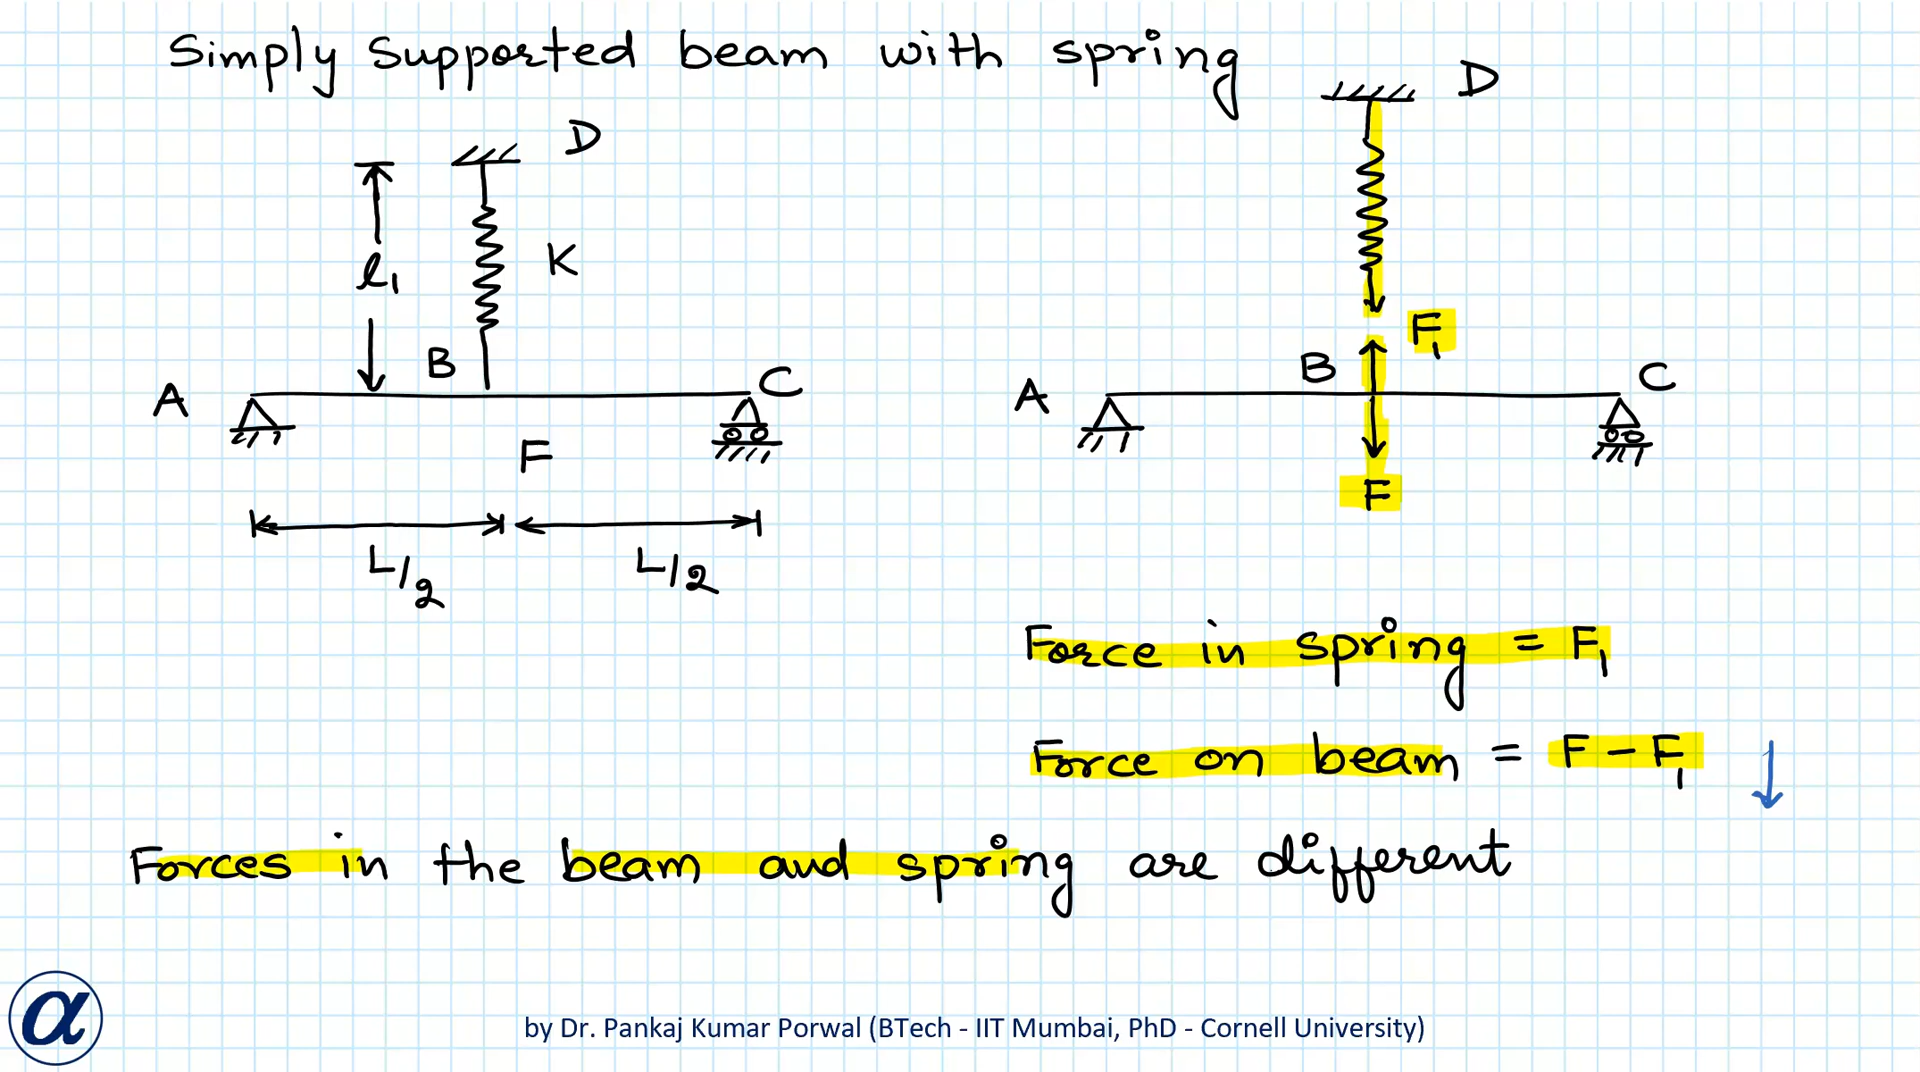 Simply Supported beam with spring
D
l₁
K
B
A
C
F
L/2
L/2
D
F₁
B
A
C
F
Force in spring = F₁
Force on beam = F - F₁
Forces in the beam and spring are different
α
by Dr. Pankaj Kumar Porwal (BTech - IIT Mumbai, PhD - Cornell University)